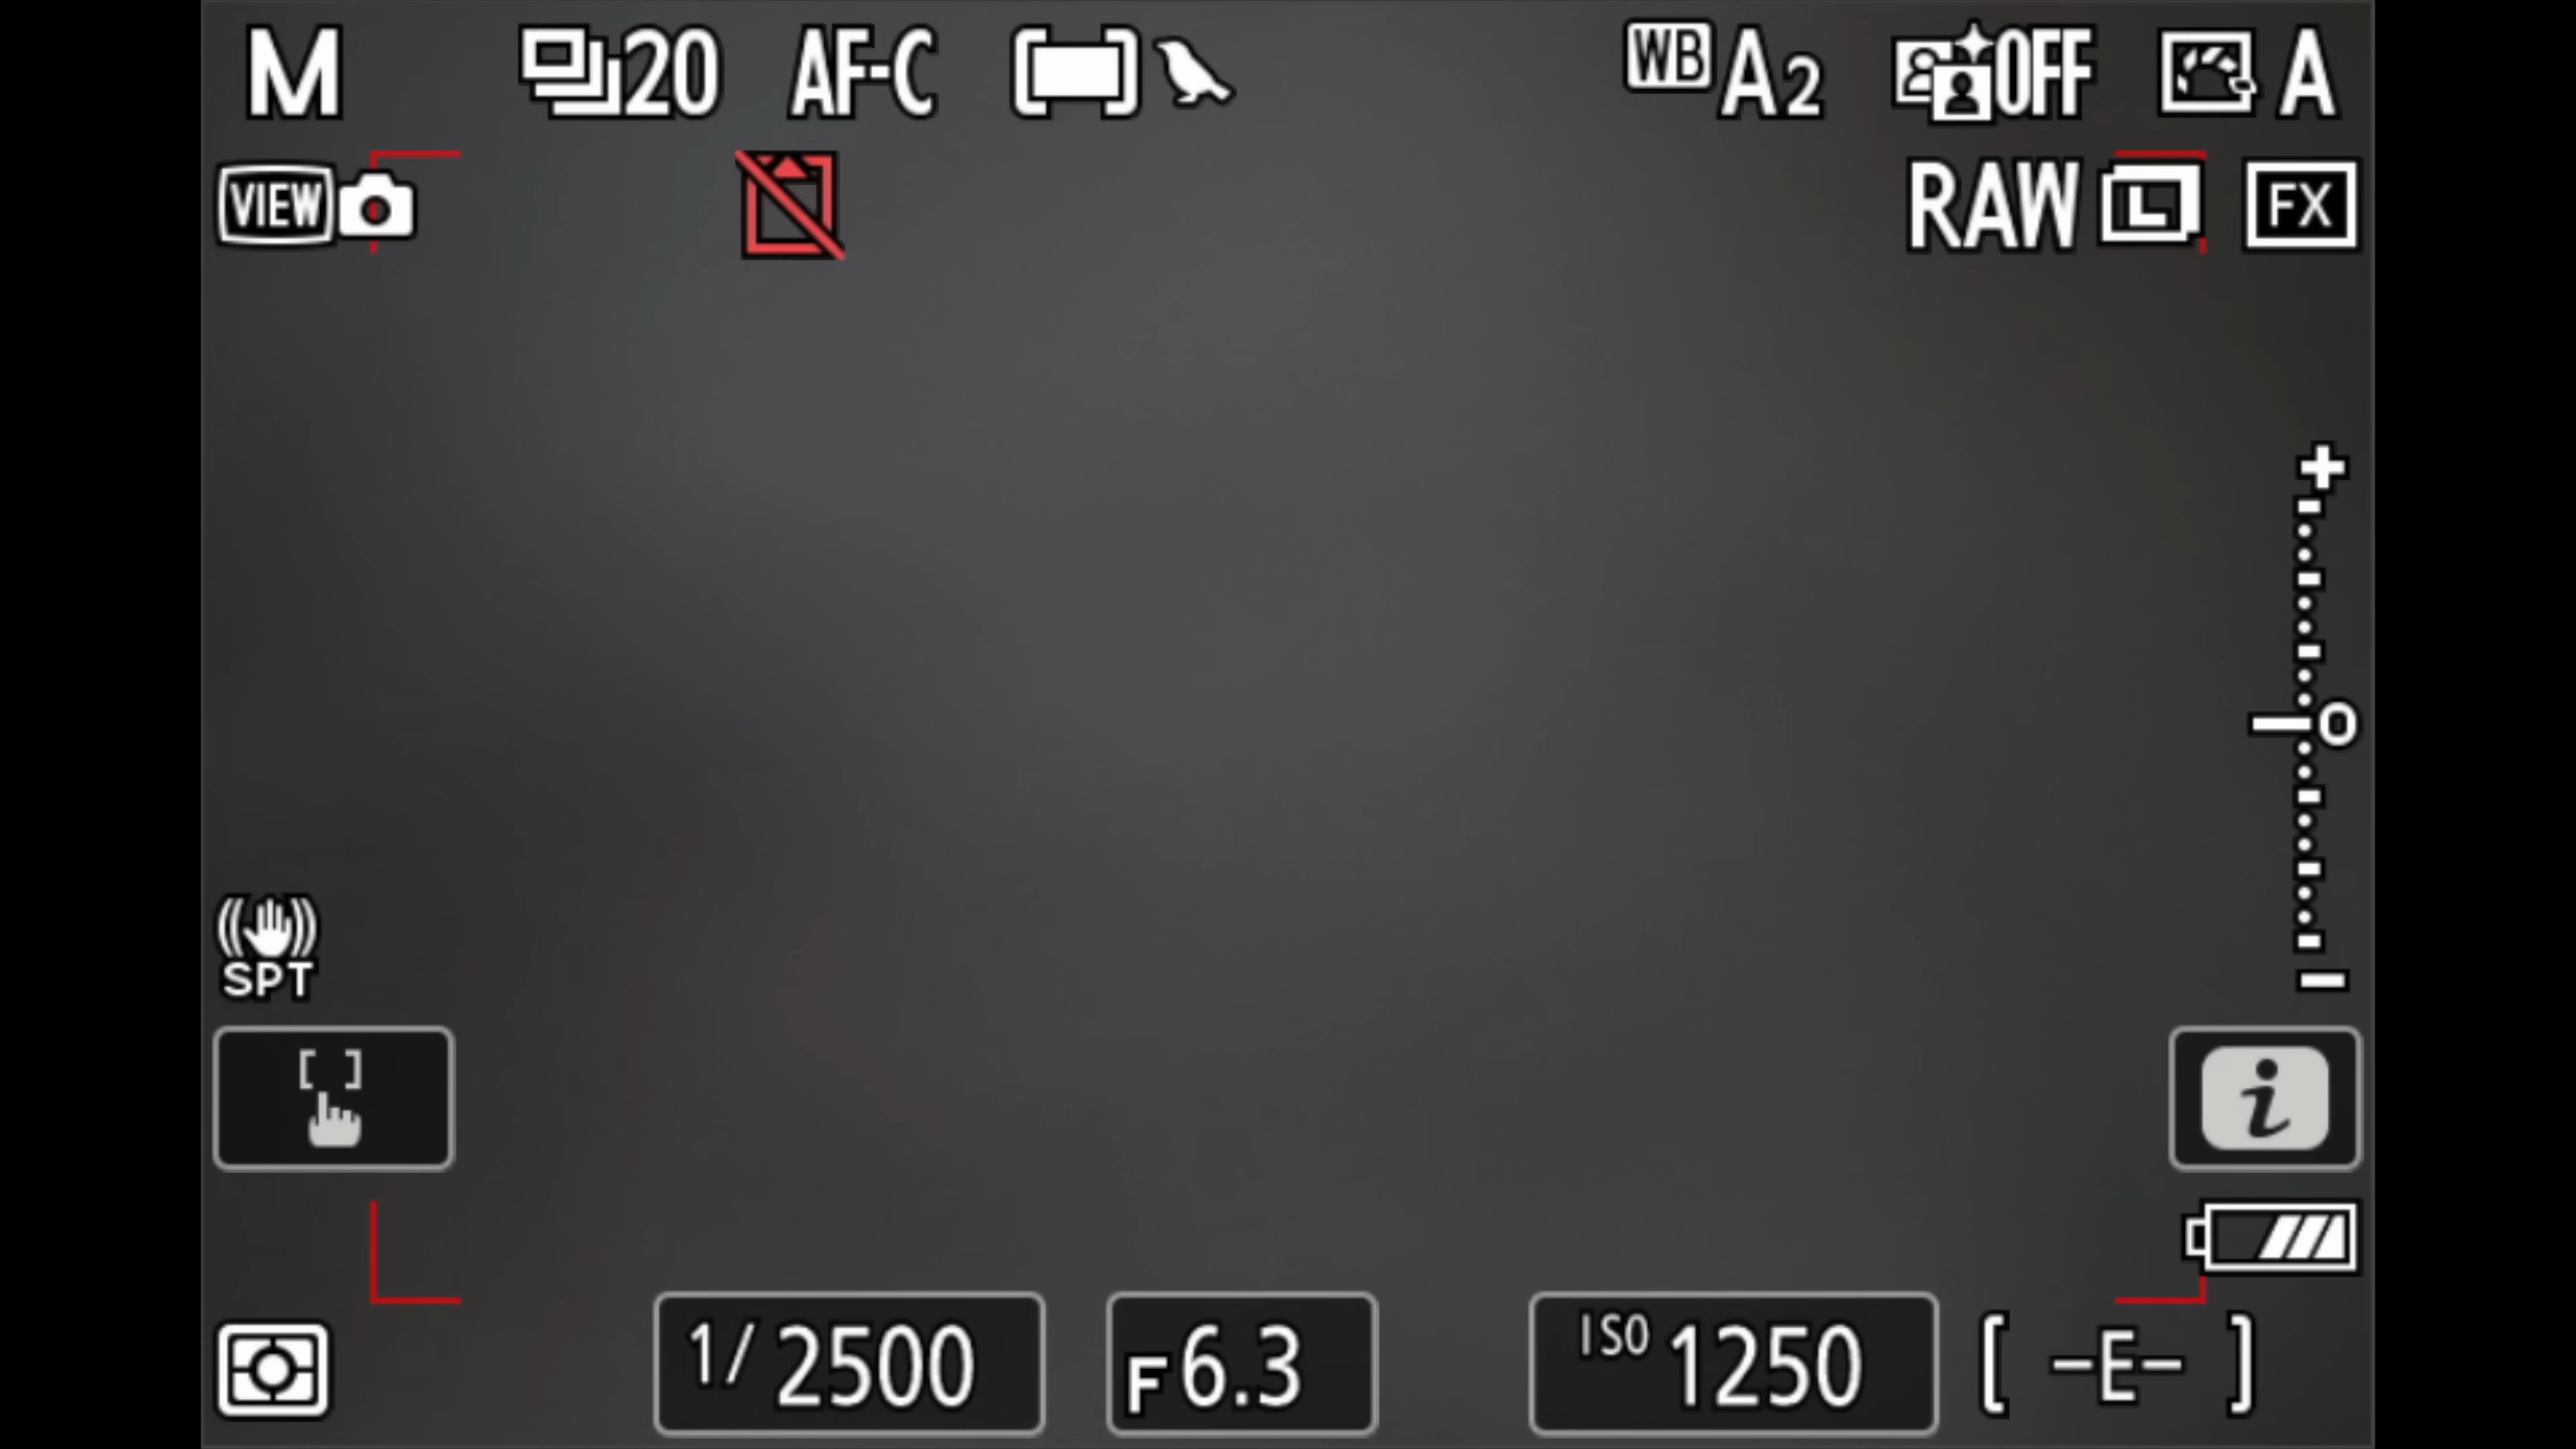 M 20 AF-C WB A2 OFF A
VIEW RAW L FX
+
0
SPT
−
i
1/2500 F6.3 ISO 1250 [ -E- ]